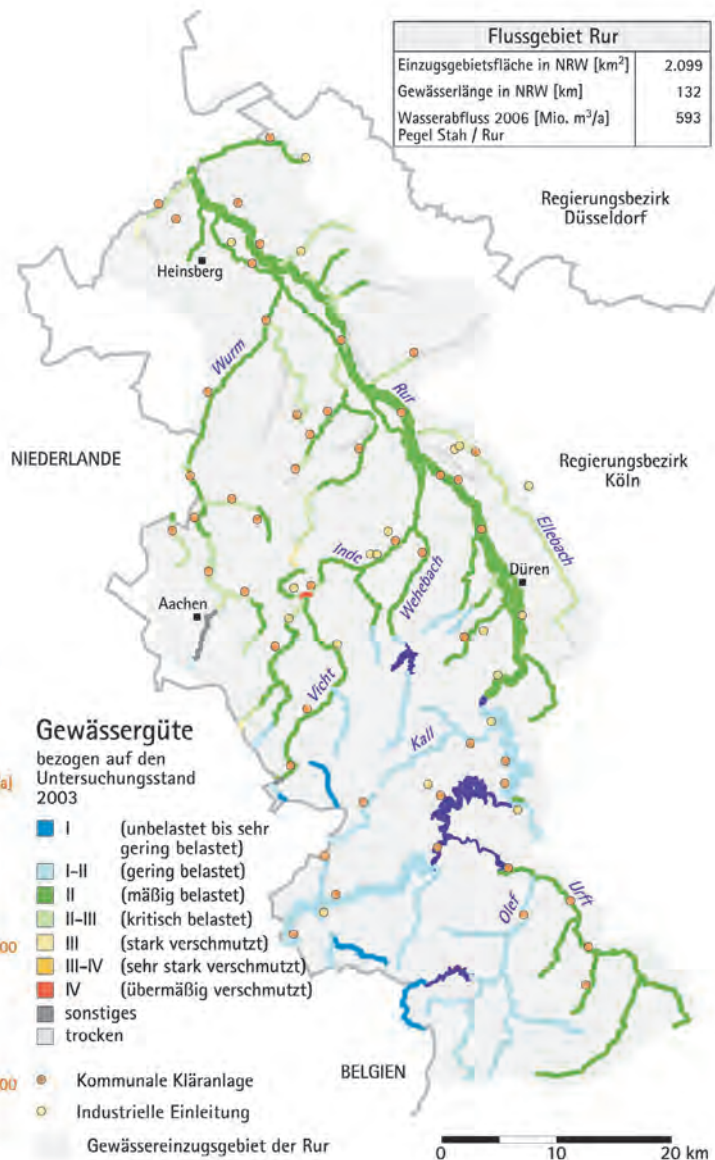 Flussgebiet Rur
Einzugsgebietsfläche in NRW [km²] 2.099
Gewässerlänge in NRW [km] 132
Wasserabfluss 2006 [Mio. m³/a] 593
Pegel Stah / Rur
Regierungsbezirk
Düsseldorf
Heinsberg
Wurm
Rur
NIEDERLANDE
Regierungsbezirk
Köln
Ellebach
Inde
Wehebach
Düren
Aachen
Vicht
Kall
Olef
Urft
BELGIEN
Gewässergüte
bezogen auf den
Untersuchungsstand
2003
a)
I (unbelastet bis sehr
gering belastet)
I-II (gering belastet)
II (mäßig belastet)
II-III (kritisch belastet)
00
III (stark verschmutzt)
III-IV (sehr stark verschmutzt)
IV (übermäßig verschmutzt)
sonstiges
trocken
00
Kommunale Kläranlage
Industrielle Einleitung
Gewässereinzugsgebiet der Rur
0 10 20 km